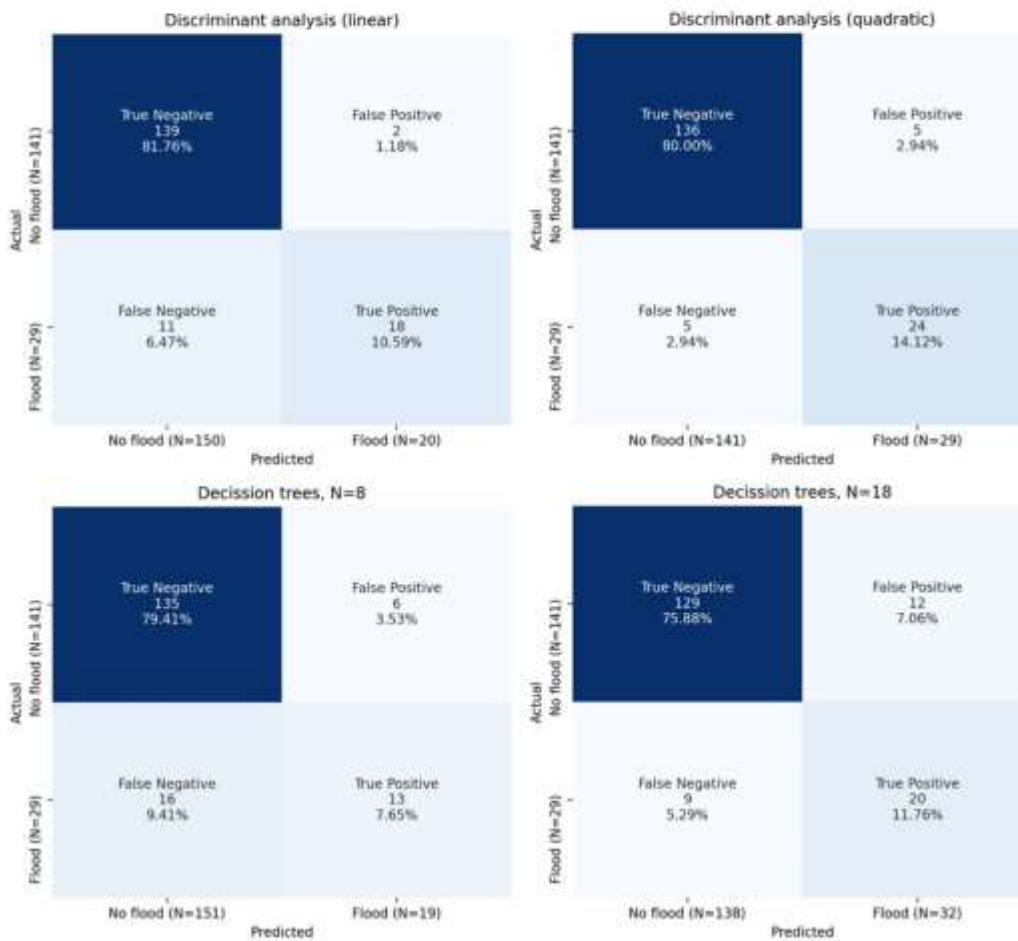 Discriminant analysis (linear)
True Negative
139
81.76%
False Positive
2
1.18%
False Negative
11
6.47%
True Positive
18
10.59%
Actual
No flood (N=141)
Flood (N=29)
No flood (N=150)
Flood (N=20)
Predicted
Discriminant analysis (quadratic)
True Negative
136
80.00%
False Positive
5
2.94%
False Negative
5
2.94%
True Positive
24
14.12%
Actual
No flood (N=141)
Flood (N=29)
No flood (N=141)
Flood (N=29)
Predicted
Decission trees, N=8
True Negative
135
79.41%
False Positive
6
3.53%
False Negative
16
9.41%
True Positive
13
7.65%
Actual
No flood (N=141)
Flood (N=29)
No flood (N=151)
Flood (N=19)
Predicted
Decission trees, N=18
True Negative
129
75.88%
False Positive
12
7.06%
False Negative
9
5.29%
True Positive
20
11.76%
Actual
No flood (N=141)
Flood (N=29)
No flood (N=138)
Flood (N=32)
Predicted